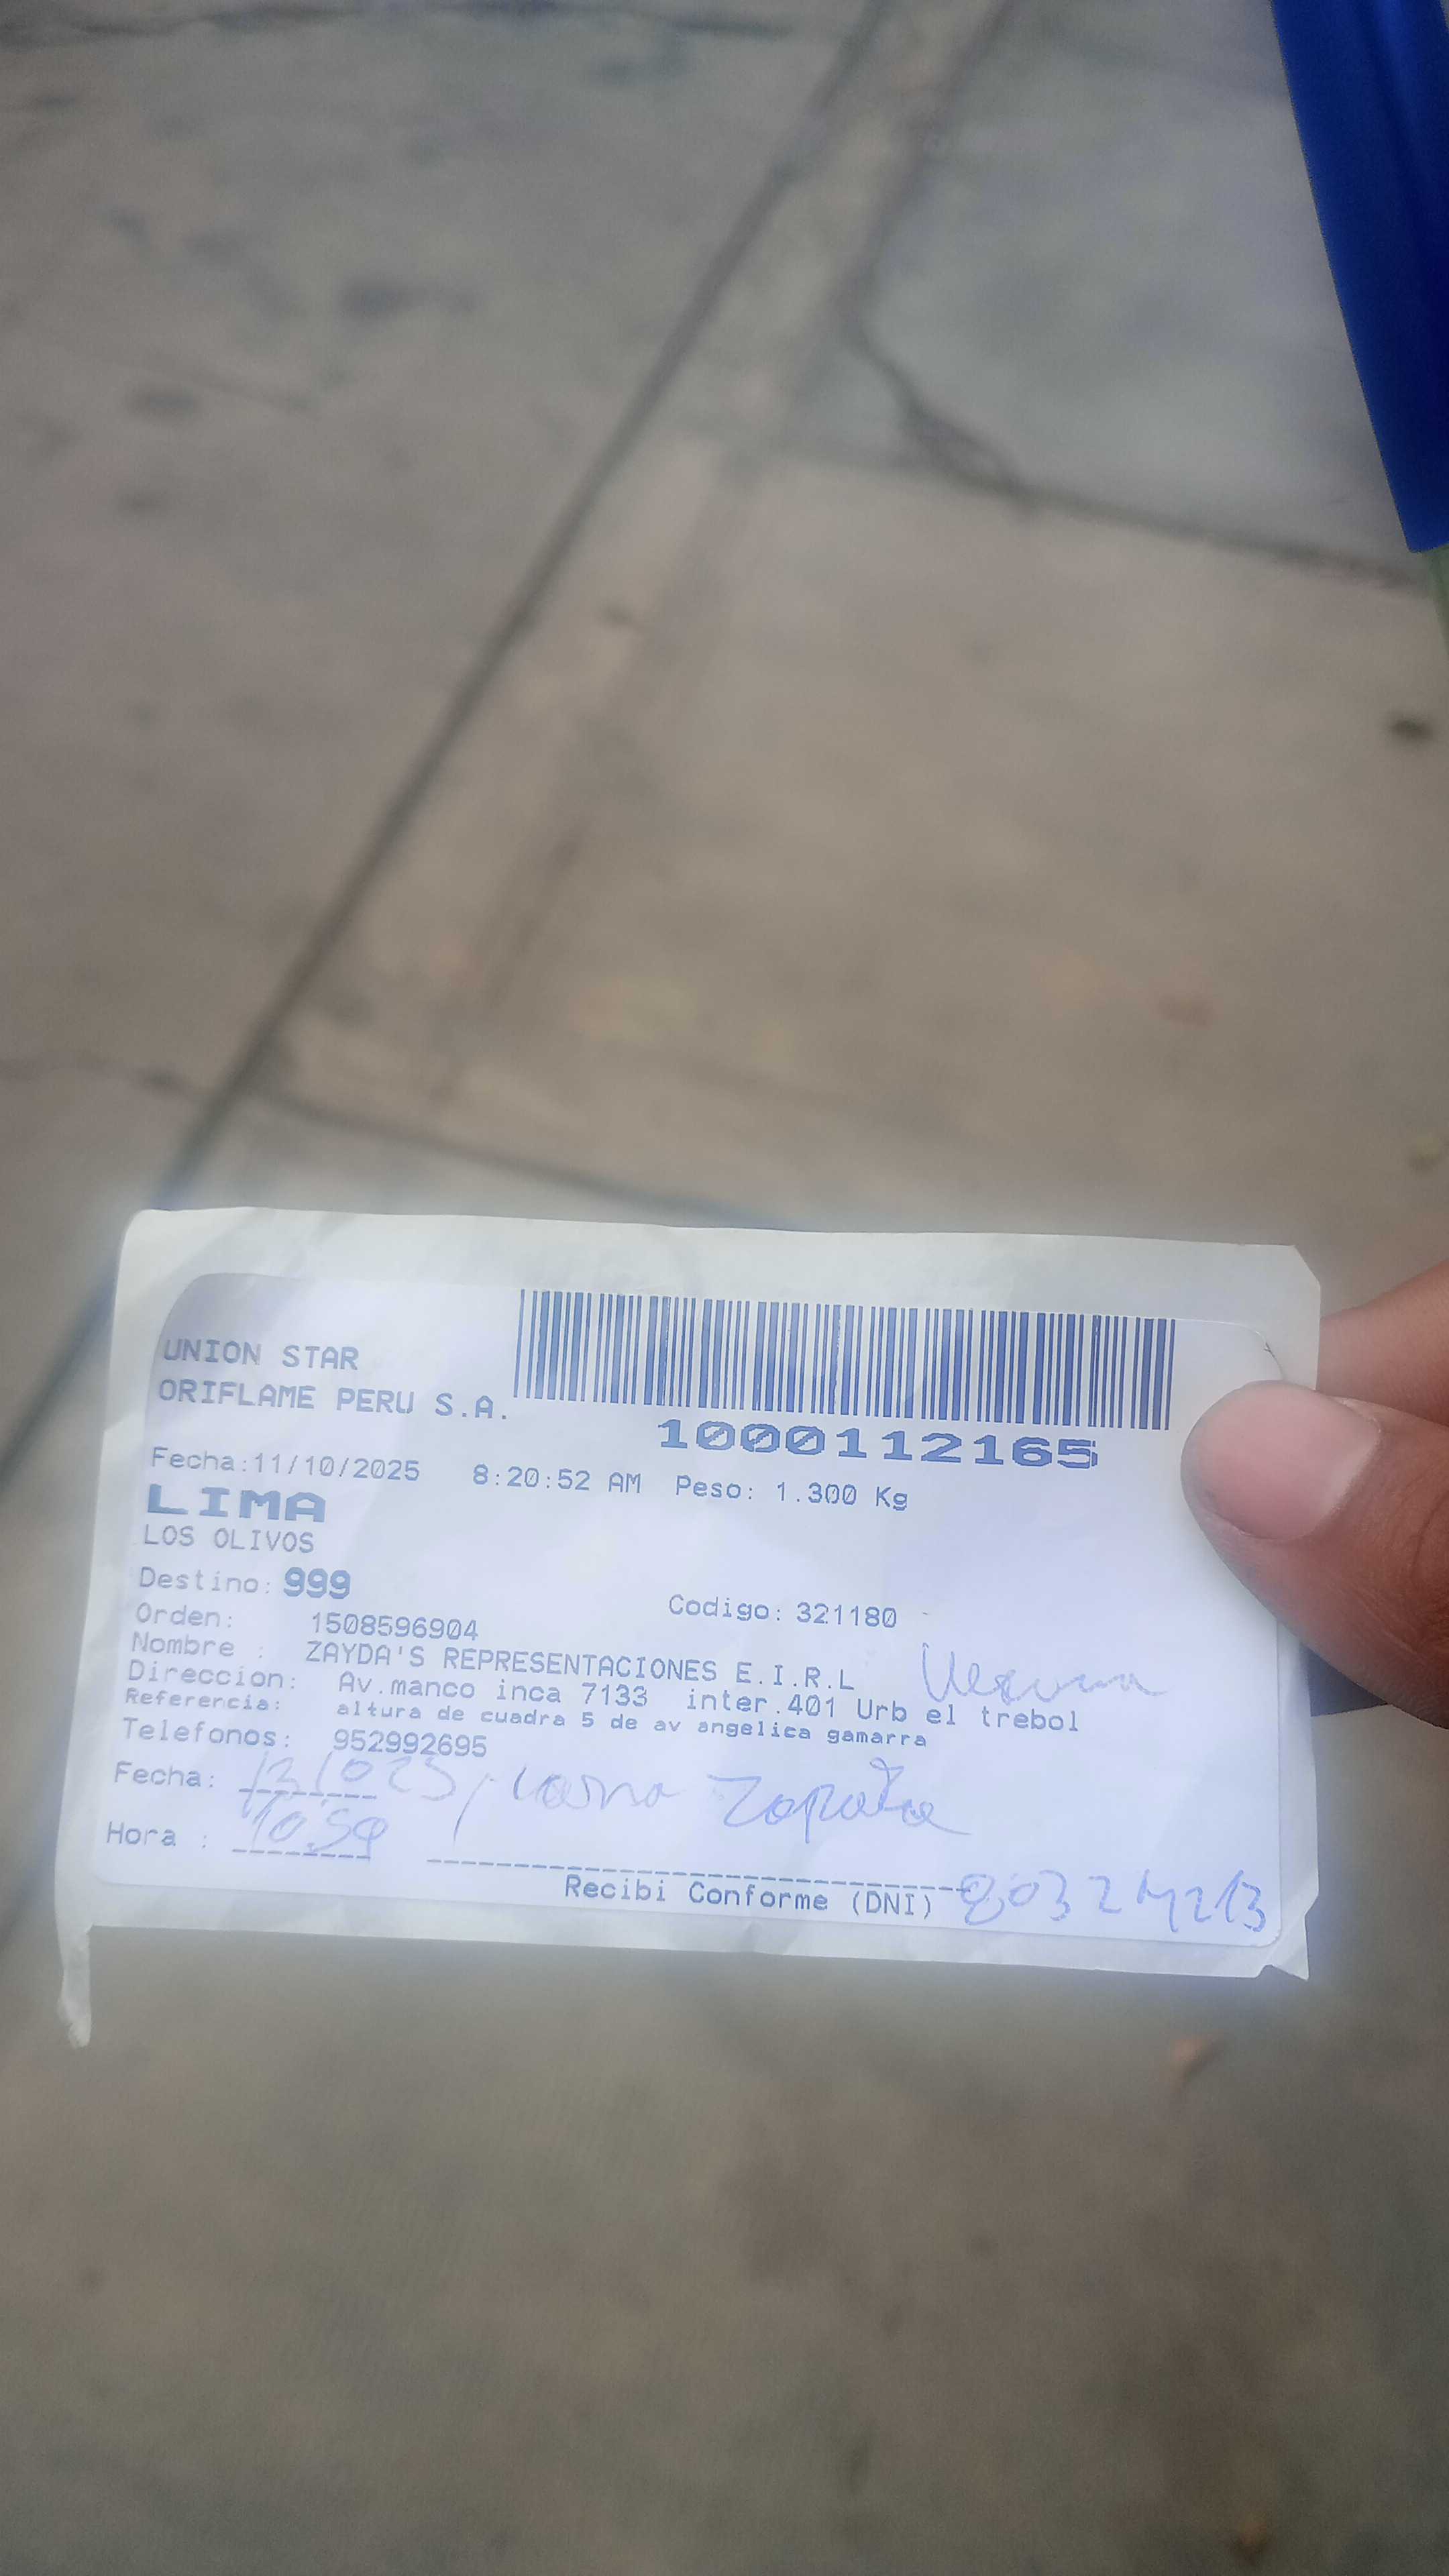 UNION STAR
ORIFLAME PERU S.A.
1000112165
Fecha:11/10/2025 8:20:52 AM Peso: 1.300 Kg
LIMA
LOS OLIVOS
Destino: 999
Codigo: 321180
Orden: 1508596904
Nombre : ZAYDA'S REPRESENTACIONES E.I.R.L
Direccion: Av.manco inca 7133 inter.401 Urb el trebol
Referencia: altura de cuadra 5 de av angelica gamarra
Telefonos: 952992695
Fecha: Zapata
Hora :
Recibi Conforme (DNI)